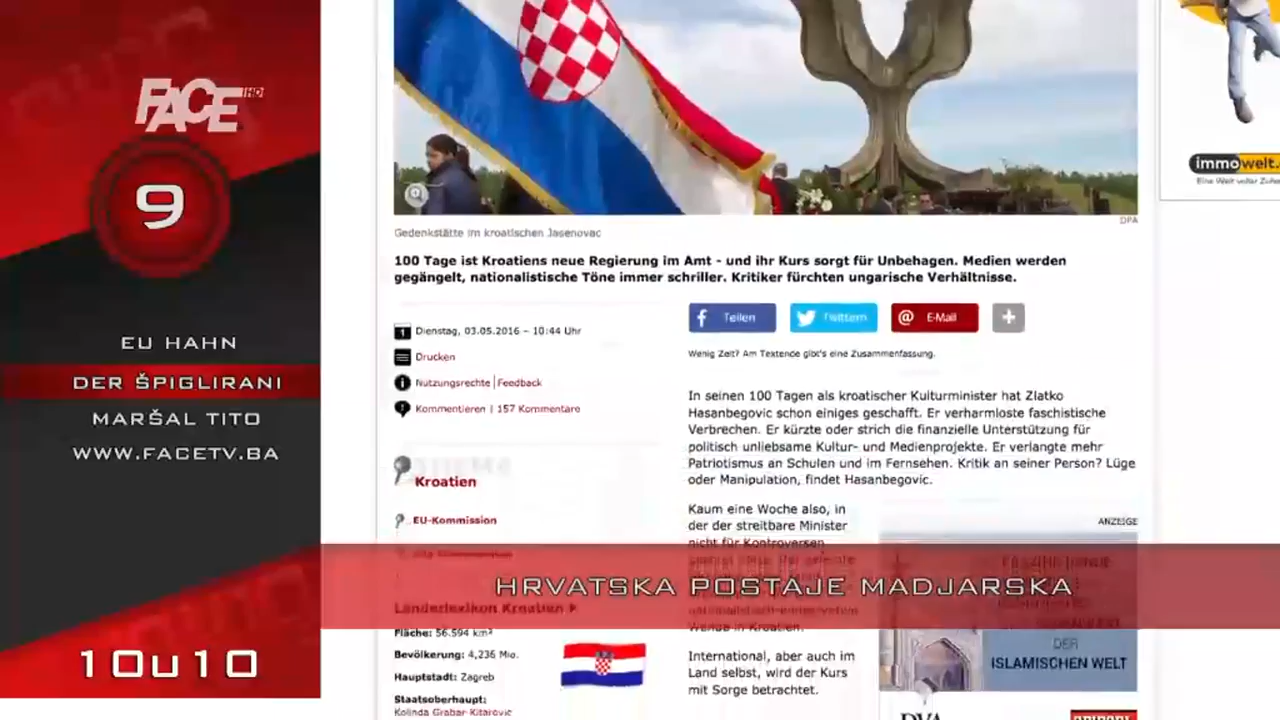 FACE HD
9
EU HAHN
DER ŠPIGLIRANI
MARŠAL TITO
WWW.FACETV.BA
10u10
immowelt.
DPA
Gedenkstätte im kroatischen Jasenovac
100 Tage ist Kroatiens neue Regierung im Amt - und ihr Kurs sorgt für Unbehagen. Medien werden
gegängelt, nationalistische Töne immer schriller. Kritiker fürchten ungarische Verhältnisse.
Dienstag, 03.05.2016 – 10:44 Uhr
Drucken
Nutzungsrechte | Feedback
Kommentieren | 157 Kommentare
Kroatien
EU-Kommission
Länderlexikon Kroatien
Fläche: 56.594 km²
Bevölkerung: 4,236 Mio.
Hauptstadt: Zagreb
Staatsoberhaupt:
Kolinda Grabar-Kitarovic
Teilen
Twittern
E-Mail
Wenig Zeit? Am Textende gibt's eine Zusammenfassung.
In seinen 100 Tagen als kroatischer Kulturminister hat Zlatko
Hasanbegovic schon einiges geschafft. Er verharmloste faschistische
Verbrechen. Er kürzte oder strich die finanzielle Unterstützung für
politisch unliebsame Kultur- und Medienprojekte. Er verlangte mehr
Patriotismus an Schulen und im Fernsehen. Kritik an seiner Person? Lüge
oder Manipulation, findet Hasanbegovic.
Kaum eine Woche also, in
der der streitbare Minister
nicht für Kontroversen
HRVATSKA POSTAJE MADJARSKA
Wende in Kroatien.
International, aber auch im
Land selbst, wird der Kurs
mit Sorge betrachtet.
ANZEIGE
DER
ISLAMISCHEN WELT
DVA